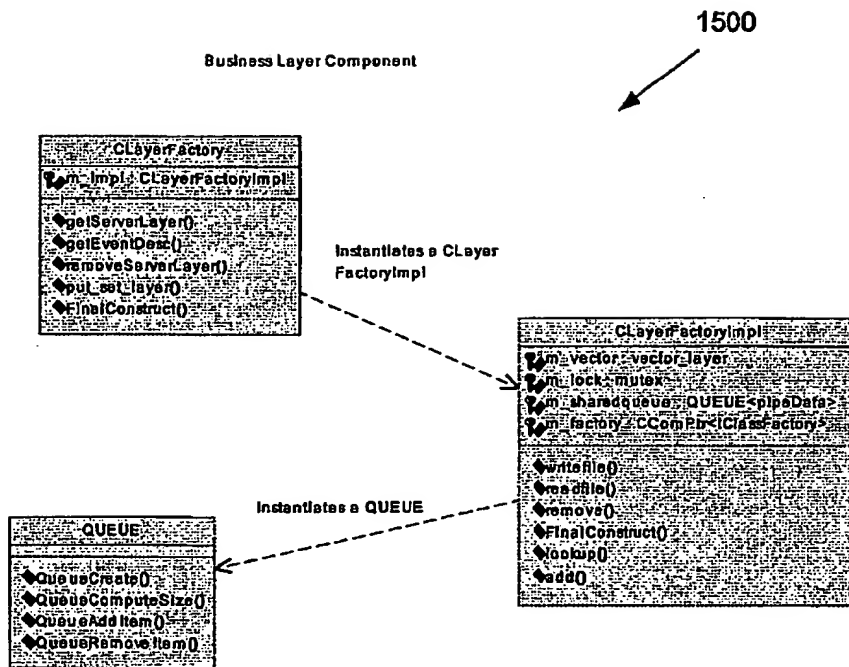 1500
Business Layer Component
CLayerFactory
m_Impl : CLayerFactoryImpl
getServerLayer()
getEventDesc()
removeServerLayer()
put_set_layer()
FinalConstruct()
Instantiates a CLayer
FactoryImpl
CLayerFactoryImpl
m_vector : vector_layer
m_lock : mutex
m_sharedqueue : QUEUE<pipeData>
m_factory : CComPtr<IClassFactory>
writefile()
readfile()
remove()
FinalConstruct()
lookup()
add()
Instantiates a QUEUE
QUEUE
QueueCreate()
QueueComputeSize()
QueueAddItem()
QueueRemoveItem()